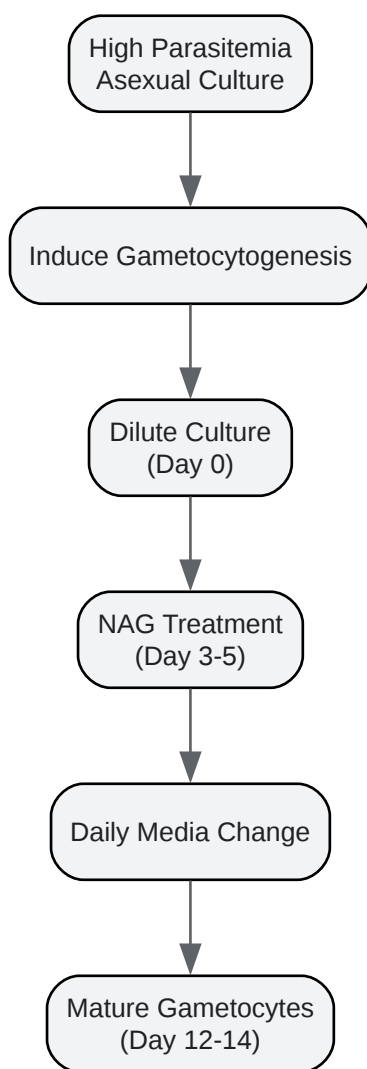 High Parasitemia
Asexual Culture
Induce Gametocytogenesis
Dilute Culture
(Day 0)
NAG Treatment
(Day 3-5)
Daily Media Change
Mature Gametocytes
(Day 12-14)